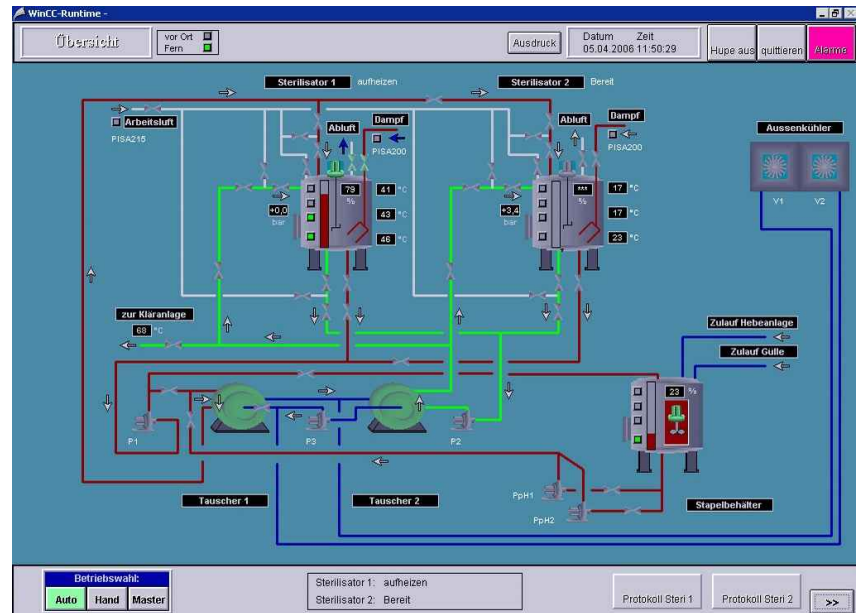 WinCC-Runtime -
Übersicht
vor Ort
Fern
Ausdruck
Datum Zeit
05.04.2006 11:50:29
Hupe aus
quittieren
Alarme
Sterilisator 1 aufheizen
Sterilisator 2 Bereit
Arbeitsluft
PISA215
Abluft
Dampf
PISA200
Abluft
Dampf
PISA200
Aussenkühler
V1 V2
79 %
41 °C
43 °C
46 °C
+0,0 bar
*** %
17 °C
17 °C
23 °C
+3,4 bar
zur Kläranlage
68 °C
Zulauf Hebeanlage
Zulauf Gülle
23 %
P1
P3
P2
Tauscher 1
Tauscher 2
PpH1
PpH2
Stapelbehälter
Betriebswahl:
Auto Hand Master
Sterilisator 1: aufheizen
Sterilisator 2: Bereit
Protokoll Steri 1
Protokoll Steri 2
>>